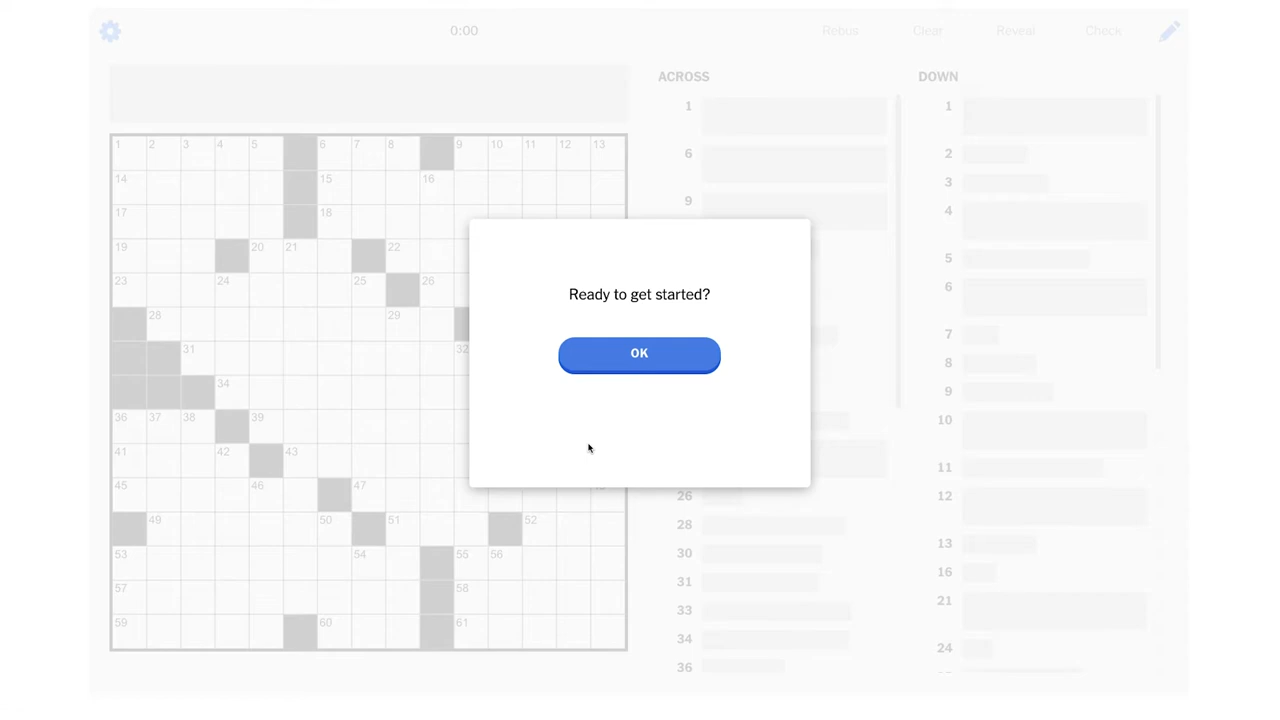 0:00
Rebus Clear Reveal Check
ACROSS
1
6
9
26
28
30
31
33
34
36
DOWN
1
2
3
4
5
6
7
8
9
10
11
12
13
16
21
24
1 2 3 4 5 6 7 8 9 10 11 12 13
14 15 16
17 18
19 20 21 22
23 24 25 26
28 29
31 32
34
36 37 38 39
41 42 43
45 46 47
49 50 51 52
53 54 55 56
57 58
59 60 61
Ready to get started?
OK